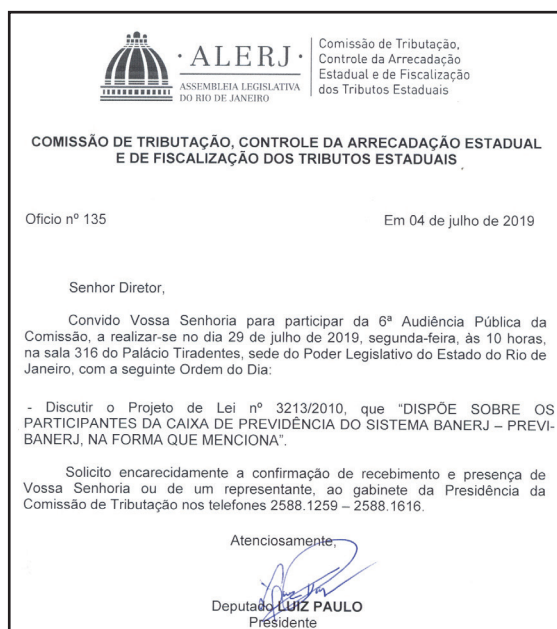 · ALERJ ·
ASSEMBLEIA LEGISLATIVA
DO RIO DE JANEIRO
Comissão de Tributação,
Controle da Arrecadação
Estadual e de Fiscalização
dos Tributos Estaduais
COMISSÃO DE TRIBUTAÇÃO, CONTROLE DA ARRECADAÇÃO ESTADUAL
E DE FISCALIZAÇÃO DOS TRIBUTOS ESTADUAIS
Oficio nº 135 Em 04 de julho de 2019
Senhor Diretor,
Convido Vossa Senhoria para participar da 6ª Audiência Pública da
Comissão, a realizar-se no dia 29 de julho de 2019, segunda-feira, às 10 horas,
na sala 316 do Palácio Tiradentes, sede do Poder Legislativo do Estado do Rio de
Janeiro, com a seguinte Ordem do Dia:
- Discutir o Projeto de Lei nº 3213/2010, que “DISPÕE SOBRE OS
PARTICIPANTES DA CAIXA DE PREVIDÊNCIA DO SISTEMA BANERJ – PREVI-
BANERJ, NA FORMA QUE MENCIONA”.
Solicito encarecidamente a confirmação de recebimento e presença de
Vossa Senhoria ou de um representante, ao gabinete da Presidência da
Comissão de Tributação nos telefones 2588.1259 – 2588.1616.
Atenciosamente,
Deputado LUIZ PAULO
Presidente